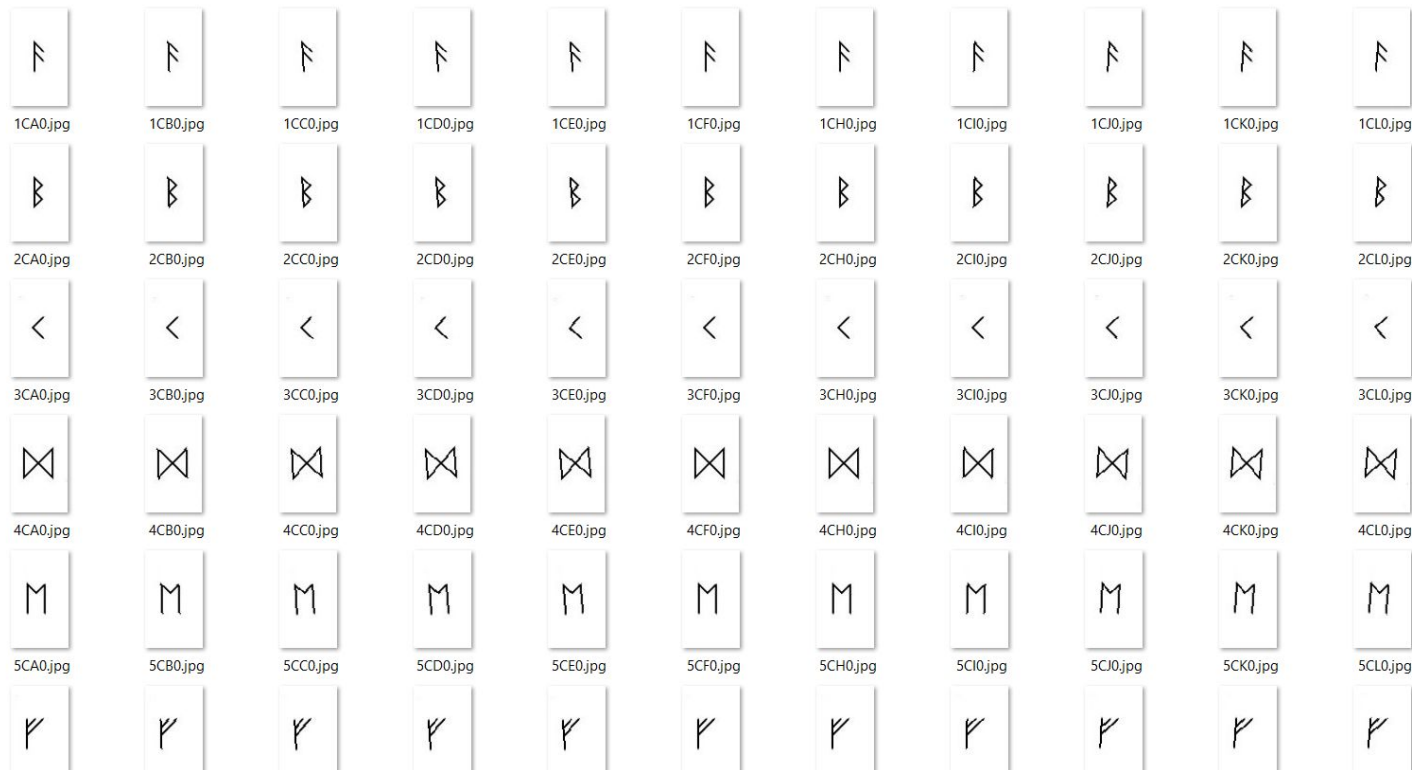 ᚨ ᚨ ᚨ ᚨ ᚨ ᚨ ᚨ ᚨ ᚨ ᚨ ᚨ
1CA0.jpg 1CB0.jpg 1CC0.jpg 1CD0.jpg 1CE0.jpg 1CF0.jpg 1CH0.jpg 1CI0.jpg 1CJ0.jpg 1CK0.jpg 1CL0.jpg
ᛒ ᛒ ᛒ ᛒ ᛒ ᛒ ᛒ ᛒ ᛒ ᛒ ᛒ
2CA0.jpg 2CB0.jpg 2CC0.jpg 2CD0.jpg 2CE0.jpg 2CF0.jpg 2CH0.jpg 2CI0.jpg 2CJ0.jpg 2CK0.jpg 2CL0.jpg
ᚲ ᚲ ᚲ ᚲ ᚲ ᚲ ᚲ ᚲ ᚲ ᚲ ᚲ
3CA0.jpg 3CB0.jpg 3CC0.jpg 3CD0.jpg 3CE0.jpg 3CF0.jpg 3CH0.jpg 3CI0.jpg 3CJ0.jpg 3CK0.jpg 3CL0.jpg
ᛞ ᛞ ᛞ ᛞ ᛞ ᛞ ᛞ ᛞ ᛞ ᛞ ᛞ
4CA0.jpg 4CB0.jpg 4CC0.jpg 4CD0.jpg 4CE0.jpg 4CF0.jpg 4CH0.jpg 4CI0.jpg 4CJ0.jpg 4CK0.jpg 4CL0.jpg
ᛖ ᛖ ᛖ ᛖ ᛖ ᛖ ᛖ ᛖ ᛖ ᛖ ᛖ
5CA0.jpg 5CB0.jpg 5CC0.jpg 5CD0.jpg 5CE0.jpg 5CF0.jpg 5CH0.jpg 5CI0.jpg 5CJ0.jpg 5CK0.jpg 5CL0.jpg
ᚠ ᚠ ᚠ ᚠ ᚠ ᚠ ᚠ ᚠ ᚠ ᚠ ᚠ